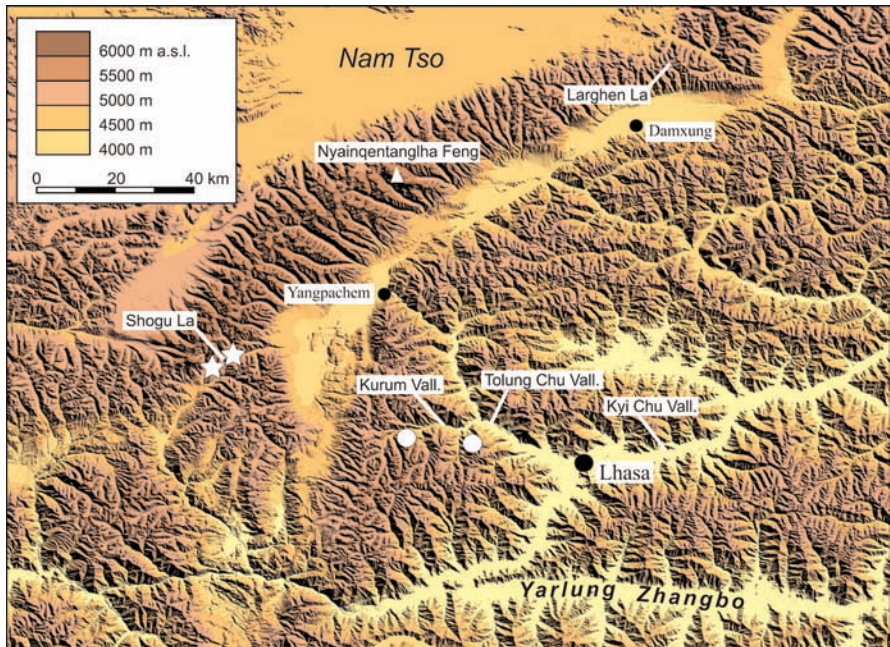 6000 m a.s.l.
5500 m
5000 m
4500 m
4000 m
0 20 40 km
Nam Tso
Larghen La
Damxung
Nyainqentanglha Feng
Yangpachem
Shogu La
Kurum Vall.
Tolung Chu Vall.
Kyi Chu Vall.
Lhasa
Yarlung Zhangbo